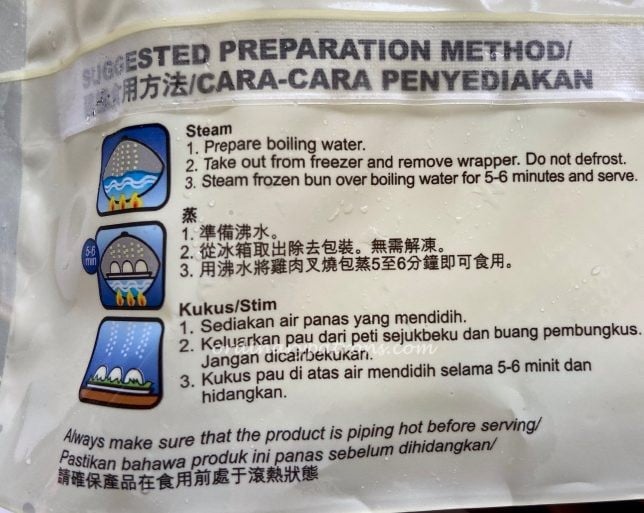 SUGGESTED PREPARATION METHOD/
食用方法/CARA-CARA PENYEDIAKAN
Steam
1. Prepare boiling water.
2. Take out from freezer and remove wrapper. Do not defrost.
3. Steam frozen bun over boiling water for 5-6 minutes and serve.
5-6
min
蒸
1. 準備沸水。
2. 從冰箱取出除去包裝。無需解凍。
3. 用沸水將雞肉叉燒包蒸5至6分鐘即可食用。
Kukus/Stim
1. Sediakan air panas yang mendidih.
2. Keluarkan pau dari peti sejukbeku dan buang pembungkus.
Jangan dicairbekukan.
3. Kukus pau di atas air mendidih selama 5-6 minit dan
hidangkan.
Always make sure that the product is piping hot before serving/
Pastikan bahawa produk ini panas sebelum dihidangkan/
請確保產品在食用前處于滾熱狀態